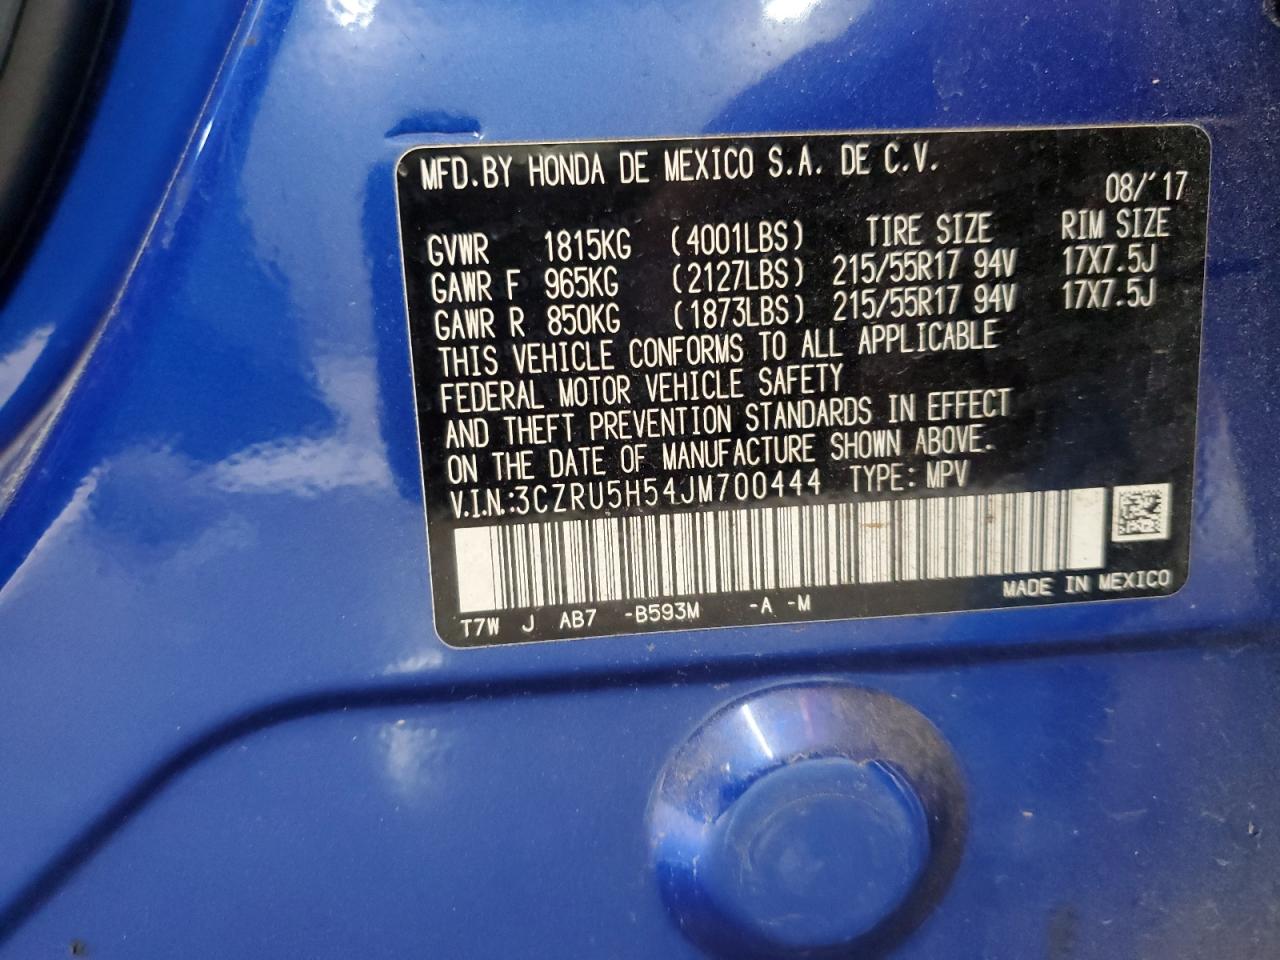 MFD.BY HONDA DE MEXICO S.A. DE C.V.
08/'17
GVWR 1815KG (4001LBS) TIRE SIZE RIM SIZE
GAWR F 965KG (2127LBS) 215/55R17 94V 17X7.5J
GAWR R 850KG (1873LBS) 215/55R17 94V 17X7.5J
THIS VEHICLE CONFORMS TO ALL APPLICABLE
FEDERAL MOTOR VEHICLE SAFETY
AND THEFT PREVENTION STANDARDS IN EFFECT
ON THE DATE OF MANUFACTURE SHOWN ABOVE.
V.I.N.:3CZRU5H54JM700444 TYPE: MPV
MADE IN MEXICO
T7W J AB7 -B593M -A -M